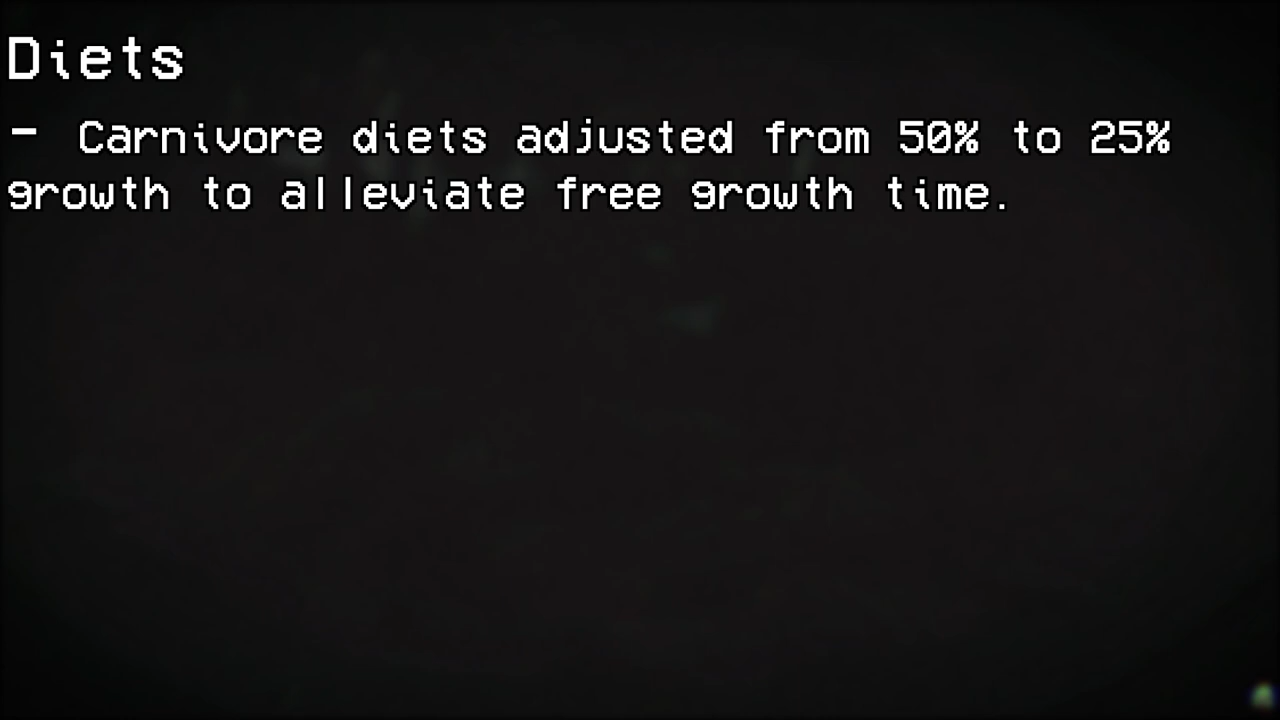 Diets
- Carnivore diets adjusted from 50% to 25%
growth to alleviate free growth time.